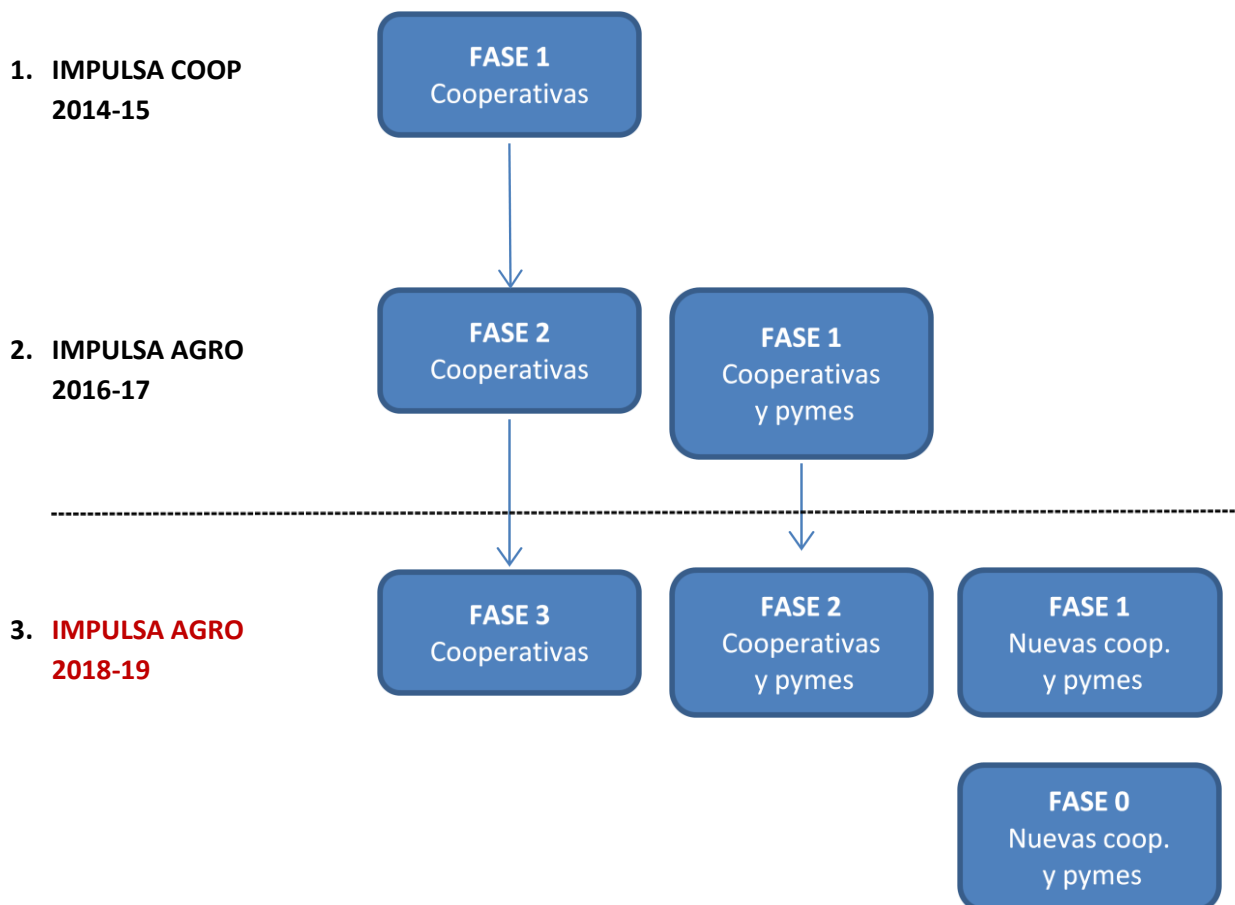 1. IMPULSA COOP
2014-15
FASE 1
Cooperativas
2. IMPULSA AGRO
2016-17
FASE 2
Cooperativas
FASE 1
Cooperativas
y pymes
3. IMPULSA AGRO
2018-19
FASE 3
Cooperativas
FASE 2
Cooperativas
y pymes
FASE 1
Nuevas coop.
y pymes
FASE 0
Nuevas coop.
y pymes